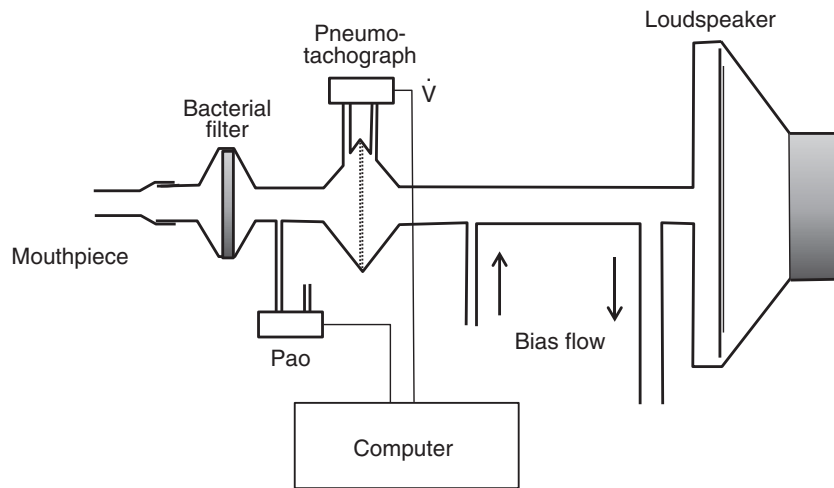 Pneumo-
tachograph
Loudspeaker
V̇
Bacterial
filter
Mouthpiece
Pao
Bias flow
Computer